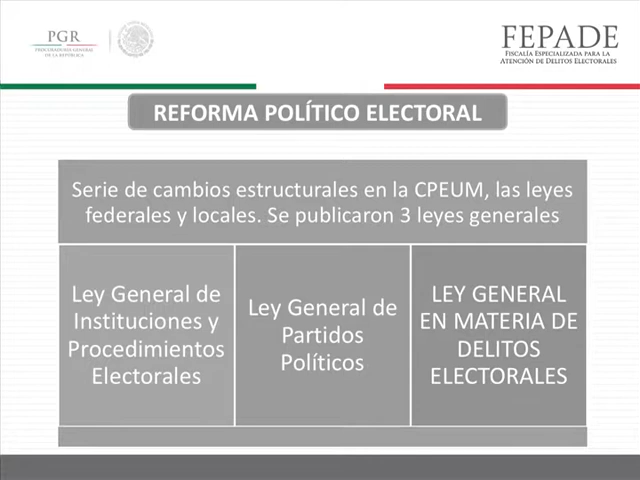 PGR
PROCURADURÍA GENERAL
DE LA REPÚBLICA
FEPADE
FISCALÍA ESPECIALIZADA PARA LA
ATENCIÓN DE DELITOS ELECTORALES
REFORMA POLÍTICO ELECTORAL
Serie de cambios estructurales en la CPEUM, las leyes
federales y locales. Se publicaron 3 leyes generales
Ley General de
Instituciones y
Procedimientos
Electorales
Ley General de
Partidos
Políticos
LEY GENERAL
EN MATERIA DE
DELITOS
ELECTORALES